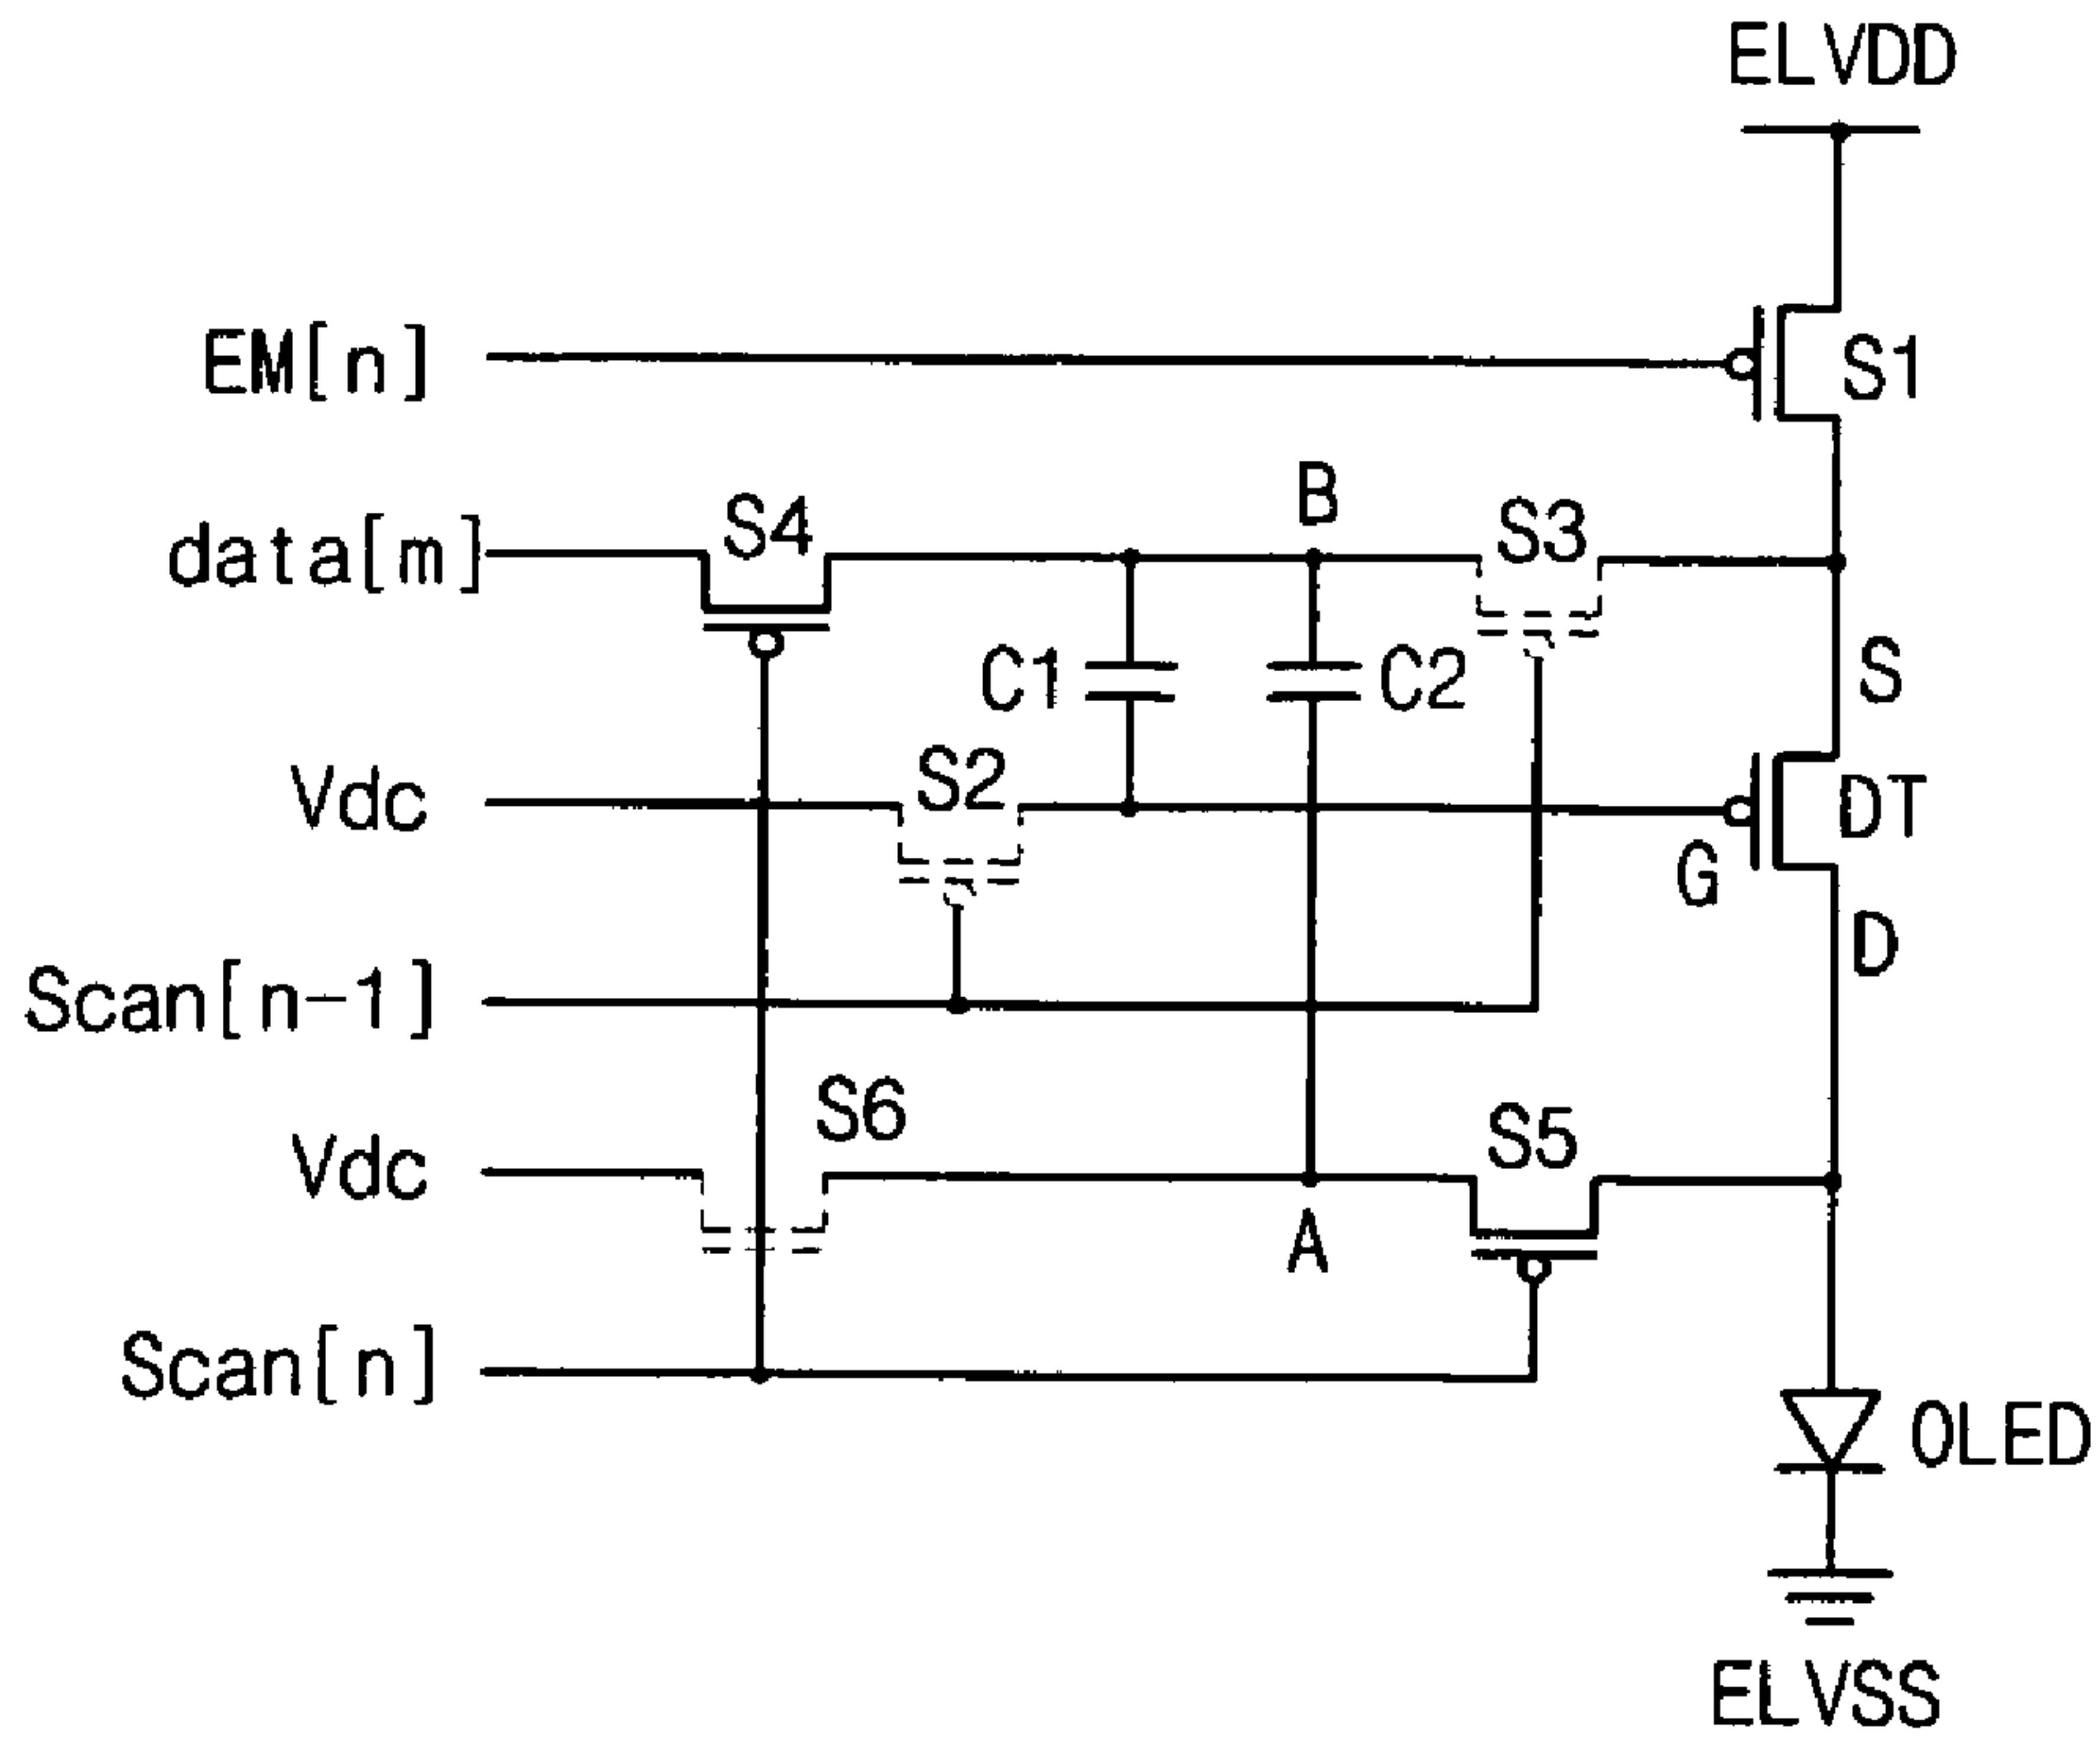 ELVDD
EM[n]
S1
data[m]
S4
B
S3
C1
C2
S
Vdc
S2
DT
G
D
Scan[n-1]
S6
Vdc
S5
A
Scan[n]
OLED
ELVSS